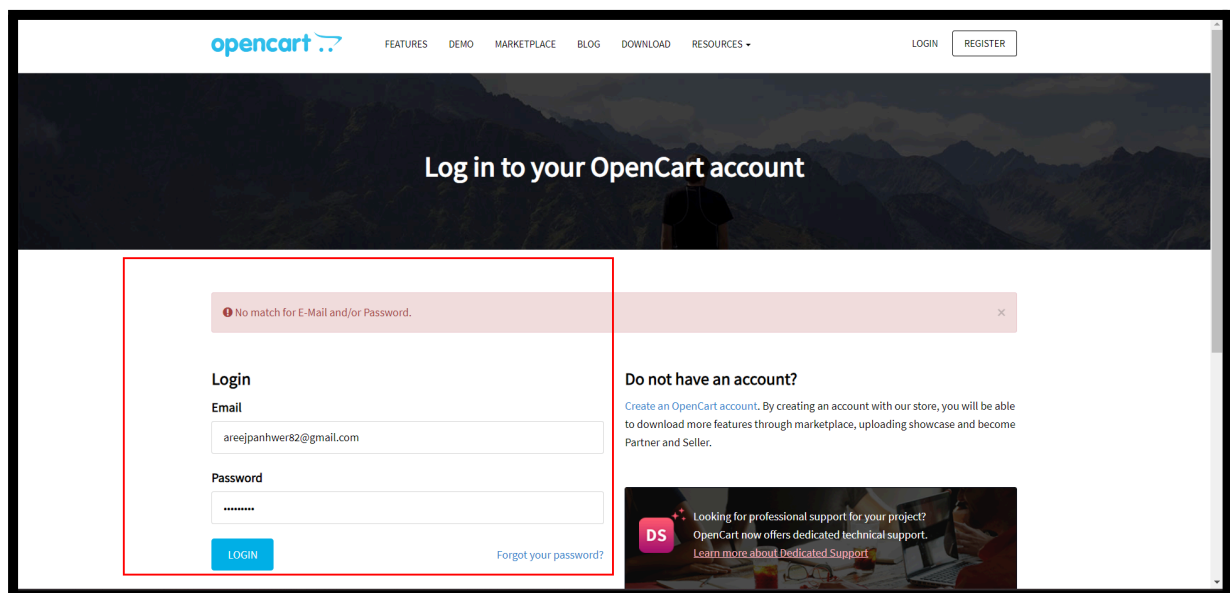 opencart
FEATURES DEMO MARKETPLACE BLOG DOWNLOAD RESOURCES LOGIN REGISTER
Log in to your OpenCart account
No match for E-Mail and/or Password. ×
Login
Email
areejpanhwer82@gmail.com
Password
•••••••••
LOGIN Forgot your password?
Do not have an account?
Create an OpenCart account. By creating an account with our store, you will be able
to download more features through marketplace, uploading showcase and become
Partner and Seller.
DS
Looking for professional support for your project?
OpenCart now offers dedicated technical support.
Learn more about Dedicated Support